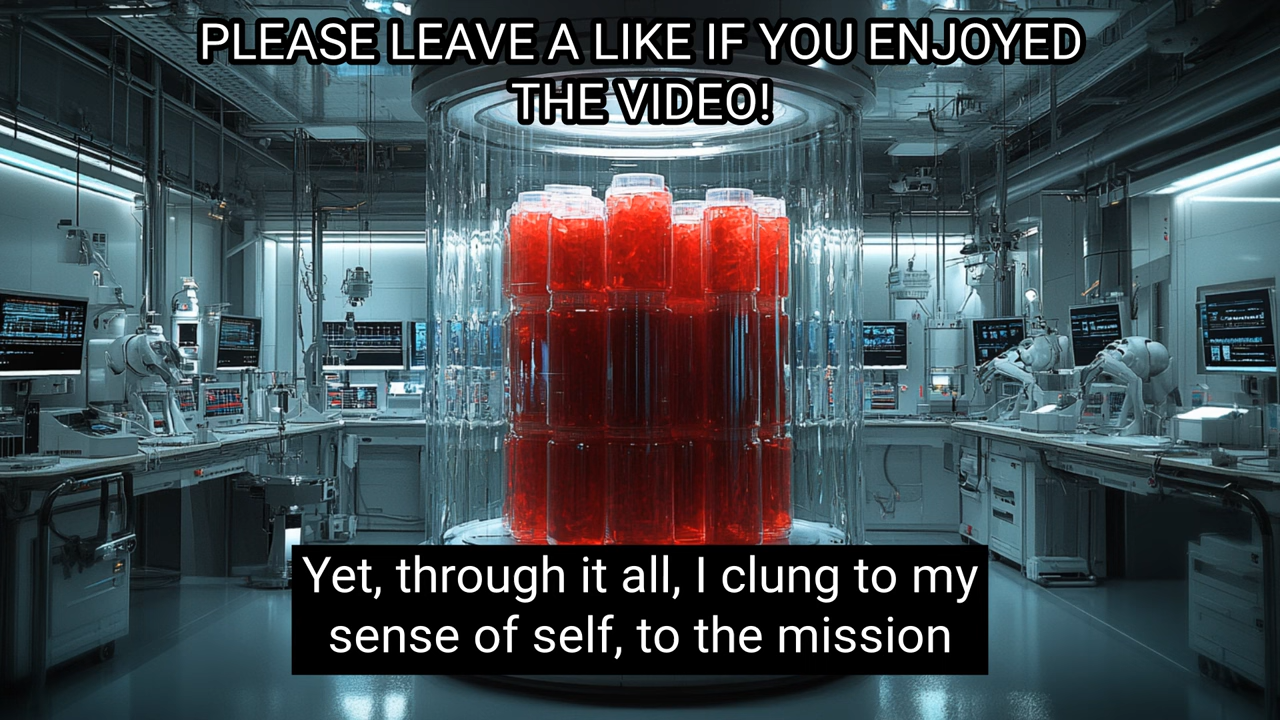 PLEASE LEAVE A LIKE IF YOU ENJOYED
THE VIDEO!
Yet, through it all, I clung to my
sense of self, to the mission